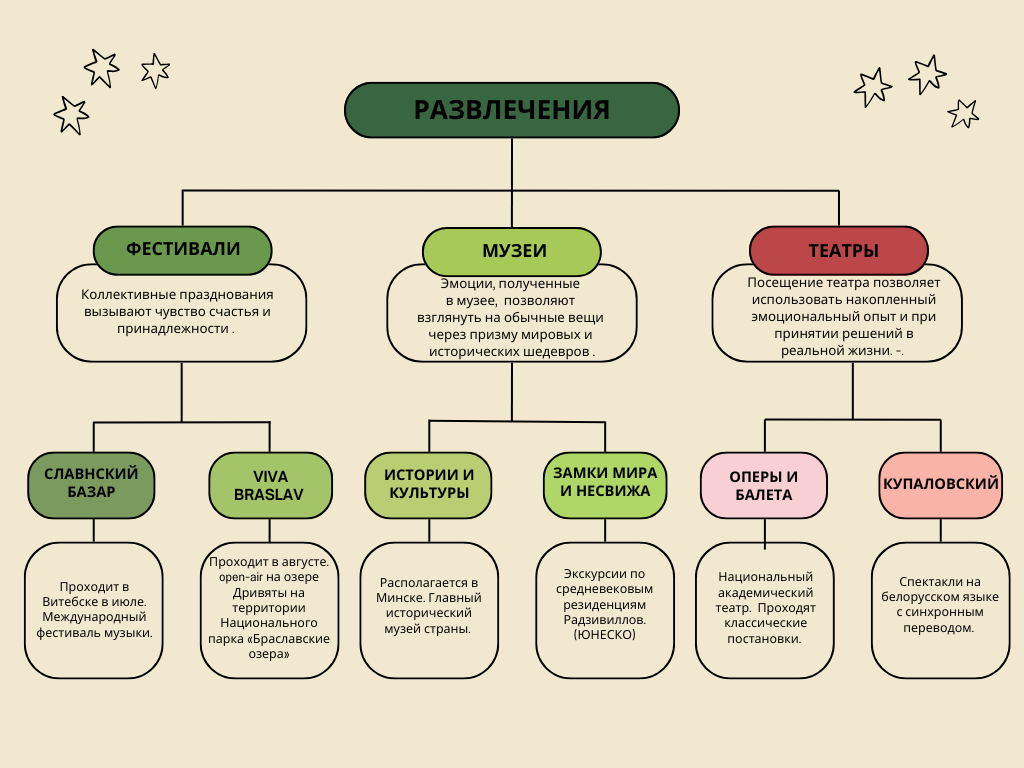 РАЗВЛЕЧЕНИЯ
ФЕСТИВАЛИ
Коллективные празднования
вызывают чувство счастья и
принадлежности .
МУЗЕИ
Эмоции, полученные
в музее, позволяют
взглянуть на обычные вещи
через призму мировых и
исторических шедевров .
ТЕАТРЫ
Посещение театра позволяет
использовать накопленный
эмоциональный опыт и при
принятии решений в
реальной жизни. -.
СЛАВНСКИЙ
БАЗАР
Проходит в
Витебске в июле.
Международный
фестиваль музыки.
VIVA
BRASLAV
Проходит в августе.
open-air на озере
Дривяты на
территории
Национального
парка «Браславские
озера»
ИСТОРИИ И
КУЛЬТУРЫ
Располагается в
Минске. Главный
исторический
музей страны.
ЗАМКИ МИРА
И НЕСВИЖА
Экскурсии по
средневековым
резиденциям
Радзивиллов.
(ЮНЕСКО)
ОПЕРЫ И
БАЛЕТА
Национальный
академический
театр. Проходят
классические
постановки.
КУПАЛОВСКИЙ
Спектакли на
белорусском языке
с синхронным
переводом.